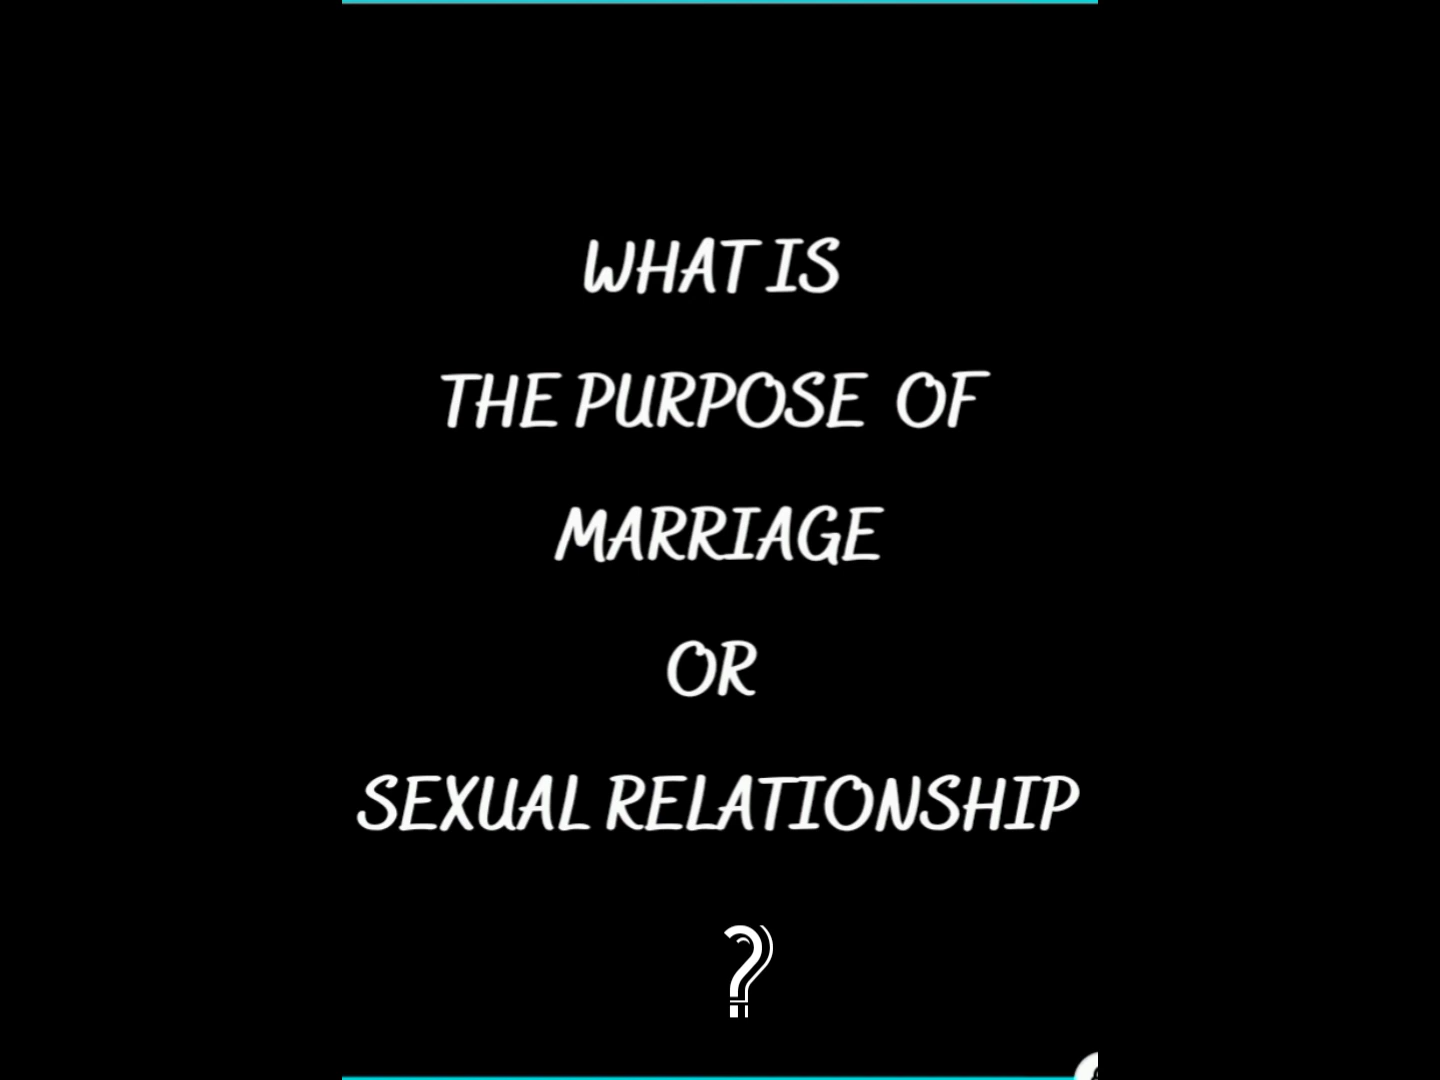 WHAT IS
THE PURPOSE OF
MARRIAGE
OR
SEXUAL RELATIONSHIP
?